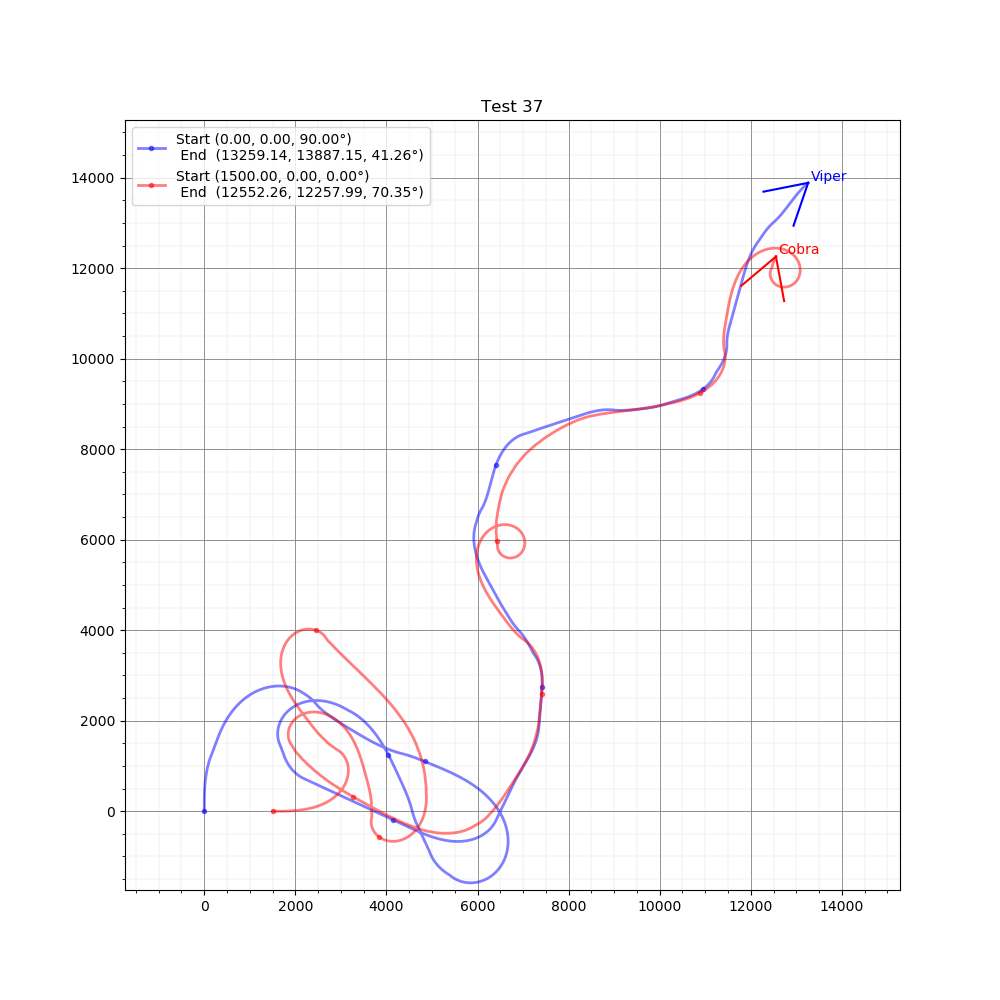 Test 37
Start (0.00, 0.00, 90.00°)
End (13259.14, 13887.15, 41.26°)
Start (1500.00, 0.00, 0.00°)
End (12552.26, 12257.99, 70.35°)
Viper
Cobra
14000
12000
10000
8000
6000
4000
2000
0
0 2000 4000 6000 8000 10000 12000 14000